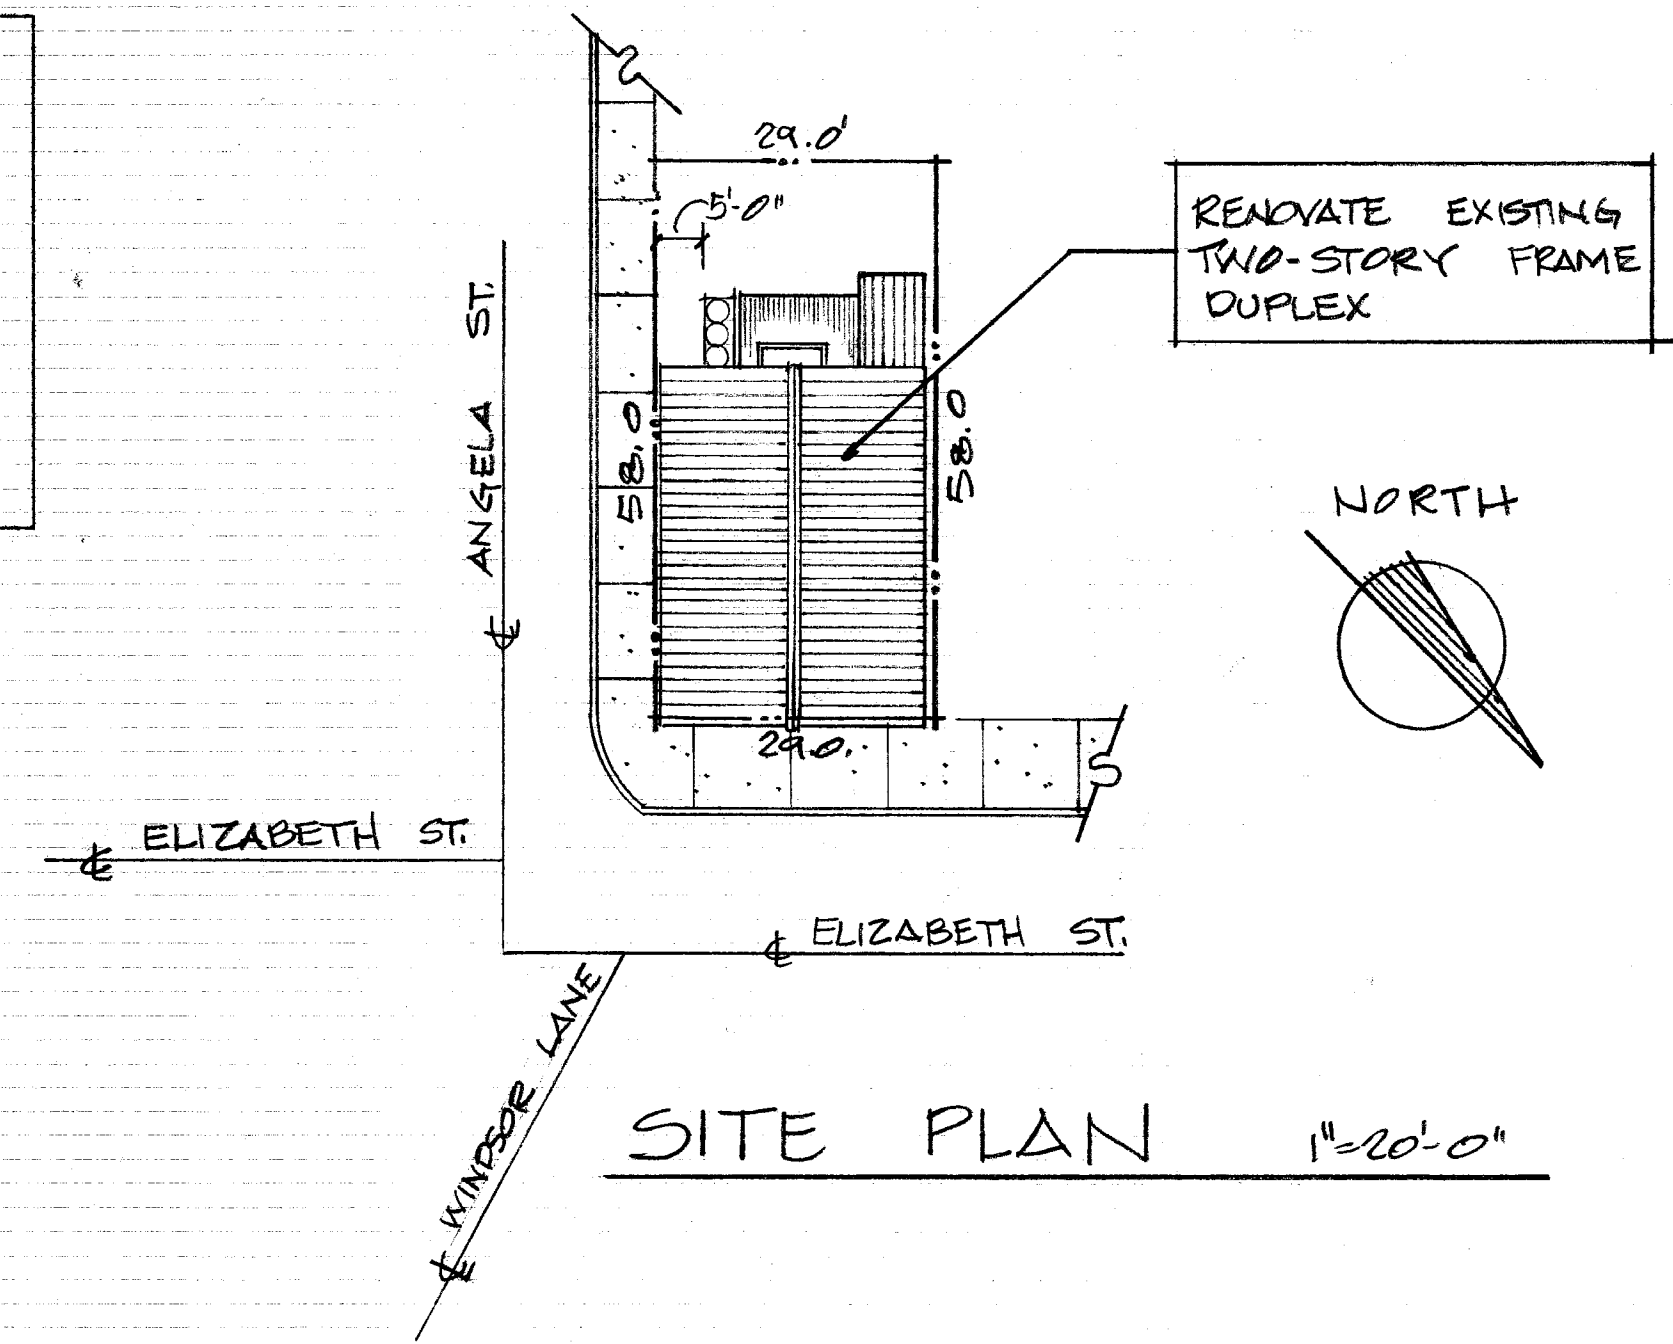 29.0'
5'-0"
RENOVATE EXISTING
TWO-STORY FRAME
DUPLEX
ANGELA ST.
58.0
58.0
NORTH
29.0.
ELIZABETH ST.
℄
℄
℄ ELIZABETH ST.
℄ WINDSOR LANE
SITE PLAN 1"=20'-0"